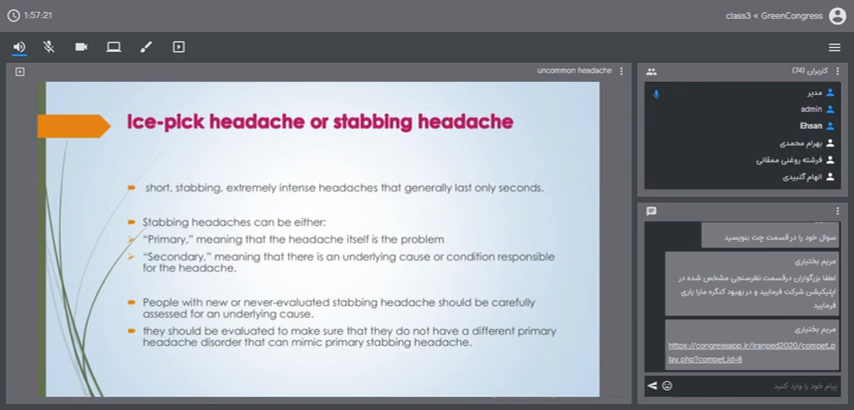 1:57:21
class3 < GreenCongress
uncommon headache
Ice-pick headache or stabbing headache
short, stabbing, extremely intense headaches that generally last only seconds.
Stabbing headaches can be either:
“Primary,” meaning that the headache itself is the problem
“Secondary,” meaning that there is an underlying cause or condition responsible
for the headache.
People with new or never-evaluated stabbing headache should be carefully
assessed for an underlying cause.
they should be evaluated to make sure that they do not have a different primary
headache disorder that can mimic primary stabbing headache.
کاربران (74)
مدیر
admin
Ehsan
بهرام محمدی
فرشته روغنی ممقانی
الهام گلبیدی
سوال خود را در قسمت چت بنویسید
مریم بختیاری
لطفا بزرگواران درقسمت نظرسنجی مشخص شده در
اپلیکیشن شرکت فرمایید و در بهبود کنگره مارا یاری
فرمایید
مریم بختیاری
https://congressapp.ir/iranped2020/compet_p
lay.php?compet_id=8
پیام خود را وارد کنید